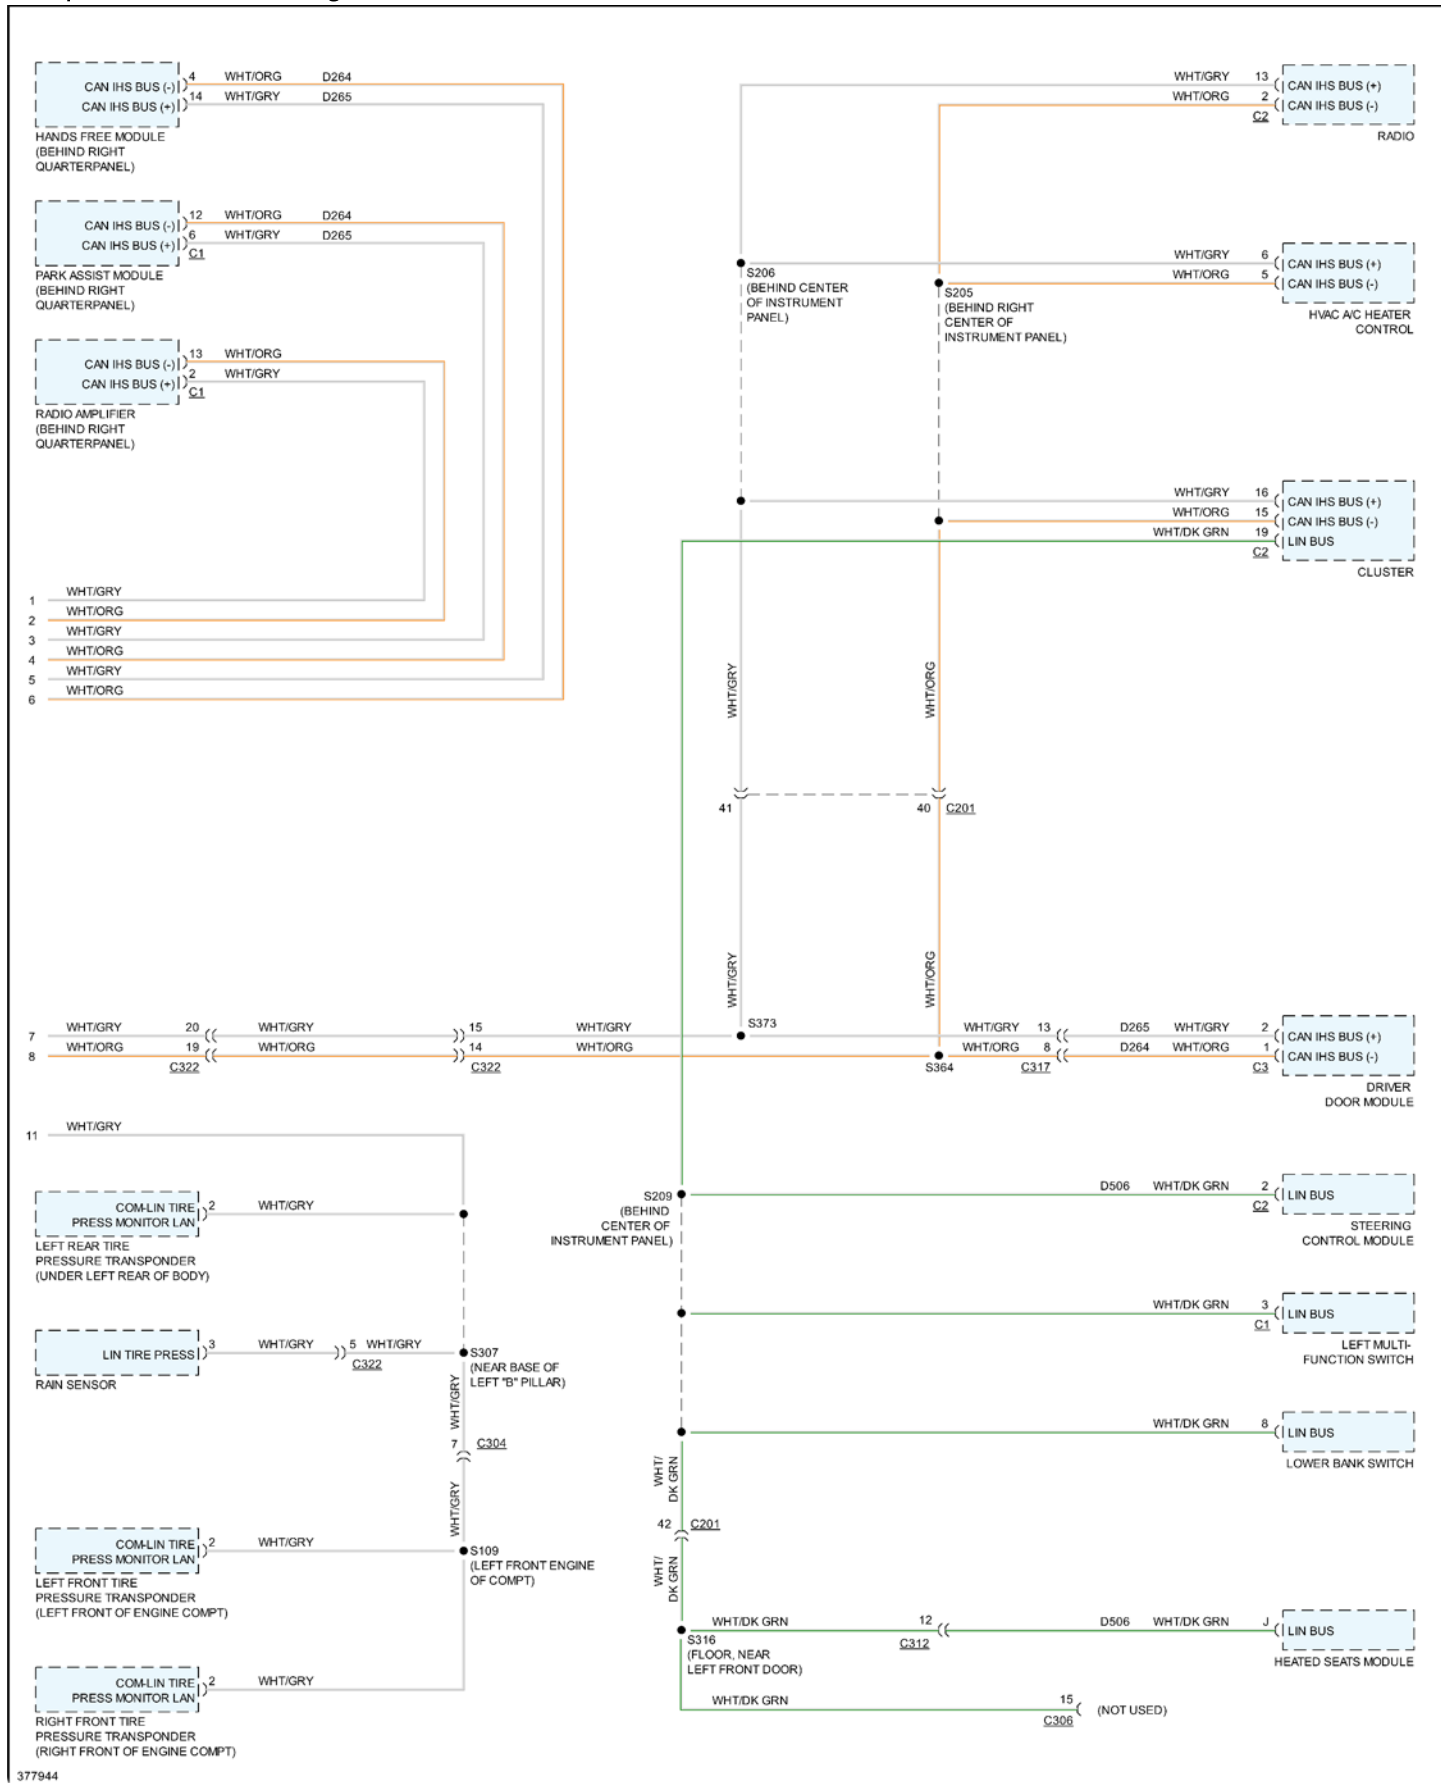 4 WHT/ORG D264
CAN IHS BUS (-)
14 WHT/GRY D265
CAN IHS BUS (+)
HANDS FREE MODULE
(BEHIND RIGHT
QUARTERPANEL)
12 WHT/ORG D264
CAN IHS BUS (-)
6 WHT/GRY D265
CAN IHS BUS (+)
C1
PARK ASSIST MODULE
(BEHIND RIGHT
QUARTERPANEL)
13 WHT/ORG
CAN IHS BUS (-)
2 WHT/GRY
CAN IHS BUS (+)
C1
RADIO AMPLIFIER
(BEHIND RIGHT
QUARTERPANEL)
1 WHT/GRY
2 WHT/ORG
3 WHT/GRY
4 WHT/ORG
5 WHT/GRY
6 WHT/ORG
WHT/GRY 13 CAN IHS BUS (+)
WHT/ORG 2 CAN IHS BUS (-)
C2
RADIO
WHT/GRY 6 CAN IHS BUS (+)
WHT/ORG 5 CAN IHS BUS (-)
HVAC A/C HEATER
CONTROL
S206
(BEHIND CENTER
OF INSTRUMENT
PANEL)
S205
(BEHIND RIGHT
CENTER OF
INSTRUMENT PANEL)
WHT/GRY 16 CAN IHS BUS (+)
WHT/ORG 15 CAN IHS BUS (-)
WHT/DK GRN 19 LIN BUS
C2
CLUSTER
WHT/GRY
WHT/ORG
41
40 C201
WHT/GRY
WHT/ORG
7 WHT/GRY 20 WHT/GRY 15 WHT/GRY S373 WHT/GRY 13 D265 WHT/GRY 2 CAN IHS BUS (+)
8 WHT/ORG 19 WHT/ORG 14 WHT/ORG WHT/ORG 8 D264 WHT/ORG 1 CAN IHS BUS (-)
C322 C322 S364 C317 C3
DRIVER
DOOR MODULE
11 WHT/GRY
COM-LIN TIRE 2 WHT/GRY
PRESS MONITOR LAN
LEFT REAR TIRE
PRESSURE TRANSPONDER
(UNDER LEFT REAR OF BODY)
LIN TIRE PRESS 3 WHT/GRY 5 WHT/GRY
C322
RAIN SENSOR
S307
(NEAR BASE OF
LEFT "B" PILLAR)
WHT/GRY
7 C304
WHT/GRY
COM-LIN TIRE 2 WHT/GRY
PRESS MONITOR LAN
LEFT FRONT TIRE
PRESSURE TRANSPONDER
(LEFT FRONT OF ENGINE COMPT)
S109
(LEFT FRONT ENGINE
OF COMPT)
COM-LIN TIRE 2 WHT/GRY
PRESS MONITOR LAN
RIGHT FRONT TIRE
PRESSURE TRANSPONDER
(RIGHT FRONT OF ENGINE COMPT)
S209
(BEHIND
CENTER OF
INSTRUMENT PANEL)
D506 WHT/DK GRN 2 LIN BUS
C2
STEERING
CONTROL MODULE
WHT/DK GRN 3 LIN BUS
C1
LEFT MULTI-
FUNCTION SWITCH
WHT/DK GRN 8 LIN BUS
LOWER BANK SWITCH
WHT/
DK GRN
42 C201
WHT/
DK GRN
WHT/DK GRN 12 D506 WHT/DK GRN J LIN BUS
C312
HEATED SEATS MODULE
S316
(FLOOR, NEAR
LEFT FRONT DOOR)
WHT/DK GRN 15 (NOT USED)
C306
377944